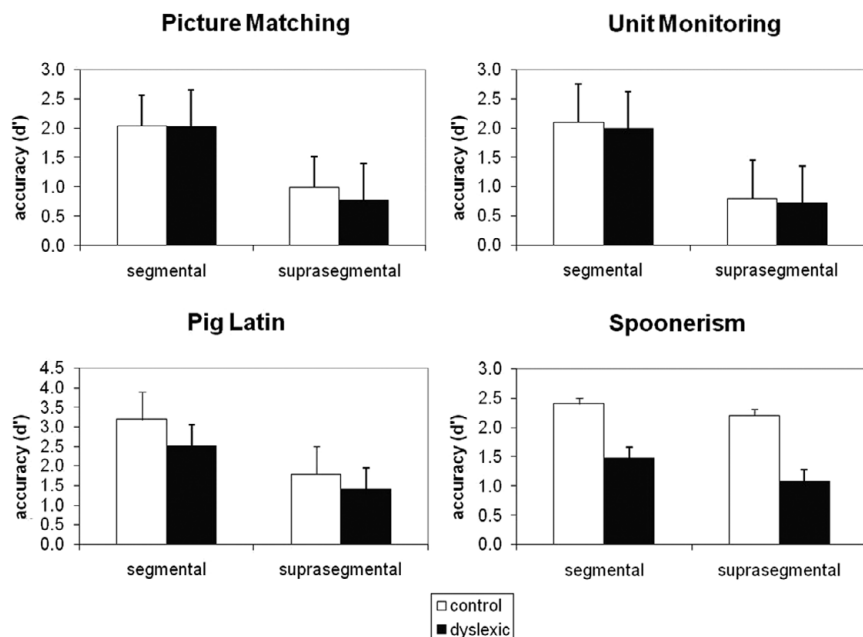 Picture Matching
accuracy (d')
3.0
2.5
2.0
1.5
1.0
0.5
0.0
segmental
suprasegmental
Unit Monitoring
accuracy (d')
3.0
2.5
2.0
1.5
1.0
0.5
0.0
segmental
suprasegmental
Pig Latin
accuracy (d')
4.5
4.0
3.5
3.0
2.5
2.0
1.5
1.0
0.5
0.0
segmental
suprasegmental
Spoonerism
accuracy (d')
3.0
2.5
2.0
1.5
1.0
0.5
0.0
segmental
suprasegmental
control
dyslexic